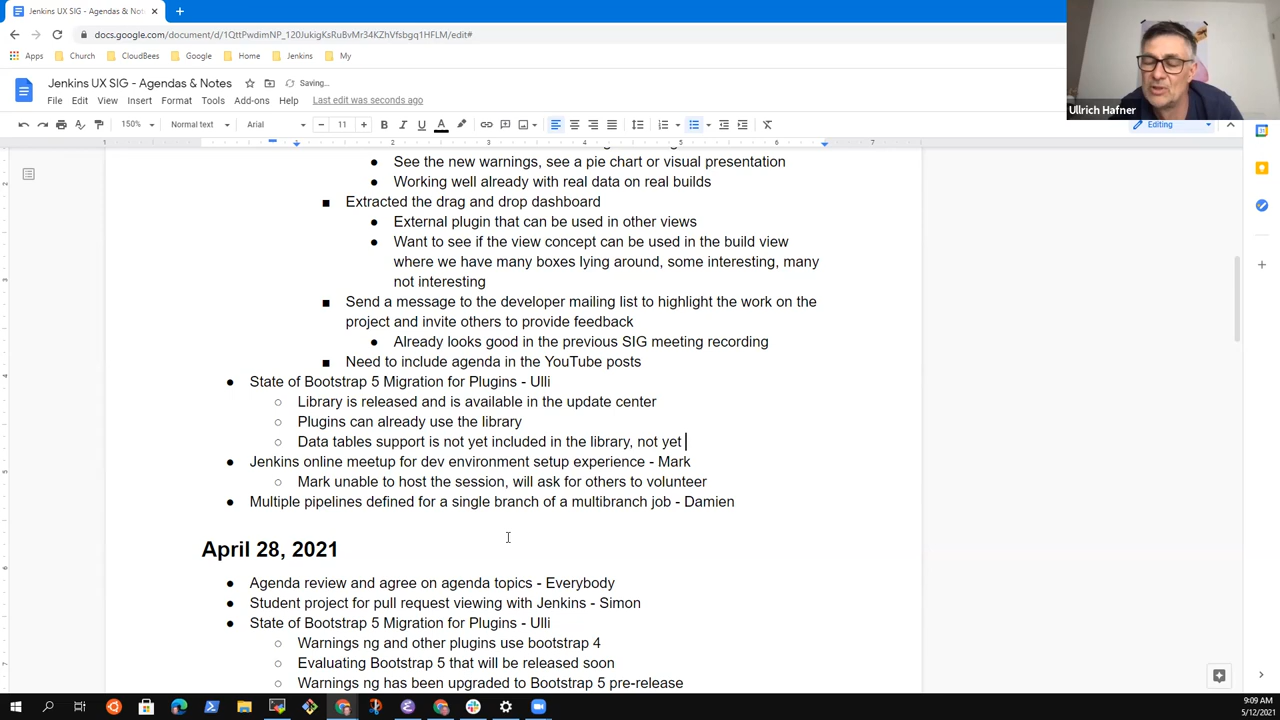 Jenkins UX SIG - Agendas & Not
docs.google.com/document/d/1QttPwdimNP_120JukigKsRuBvMr34KZhVfsbgq1HFLM/edit#
Apps Church CloudBees Google Home Jenkins My
Ullrich Hafner
Jenkins UX SIG - Agendas & Notes Saving...
File Edit View Insert Format Tools Add-ons Help Last edit was seconds ago
150% Normal text Arial 11 Editing
1 1 2 3 4 5 6 7
See the new warnings, see a pie chart or visual presentation
Working well already with real data on real builds
Extracted the drag and drop dashboard
External plugin that can be used in other views
Want to see if the view concept can be used in the build view
where we have many boxes lying around, some interesting, many
not interesting
Send a message to the developer mailing list to highlight the work on the
project and invite others to provide feedback
Already looks good in the previous SIG meeting recording
Need to include agenda in the YouTube posts
State of Bootstrap 5 Migration for Plugins - Ulli
Library is released and is available in the update center
Plugins can already use the library
Data tables support is not yet included in the library, not yet
Jenkins online meetup for dev environment setup experience - Mark
Mark unable to host the session, will ask for others to volunteer
Multiple pipelines defined for a single branch of a multibranch job - Damien
April 28, 2021
Agenda review and agree on agenda topics - Everybody
Student project for pull request viewing with Jenkins - Simon
State of Bootstrap 5 Migration for Plugins - Ulli
Warnings ng and other plugins use bootstrap 4
Evaluating Bootstrap 5 that will be released soon
Warnings ng has been upgraded to Bootstrap 5 pre-release
9:09 AM
5/12/2021